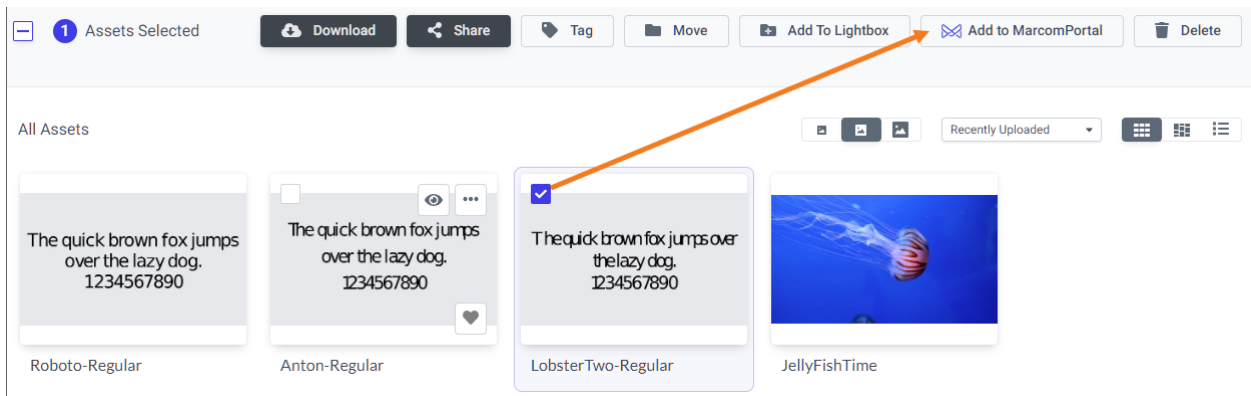 1 Assets Selected Download Share Tag Move Add To Lightbox Add to MarcomPortal Delete
All Assets Recently Uploaded
The quick brown fox jumps
over the lazy dog.
1234567890
The quick brown fox jumps
over the lazy dog.
1234567890
The quick brown fox jumps over
the lazy dog.
1234567890
Roboto-Regular Anton-Regular LobsterTwo-Regular JellyFishTime